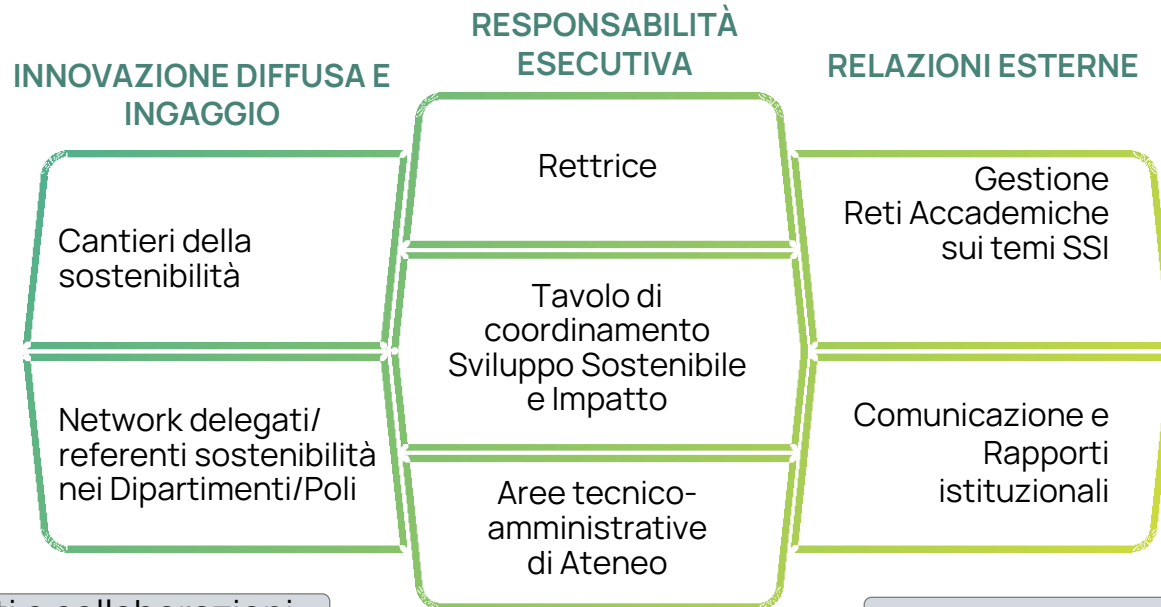 INNOVAZIONE DIFFUSA E
INGAGGIO
Cantieri della
sostenibilità
Network delegati/
referenti sostenibilità
nei Dipartimenti/Poli
RESPONSABILITÀ
ESECUTIVA
Rettrice
Tavolo di
coordinamento
Sviluppo Sostenibile
e Impatto
Aree tecnico-
amministrative
di Ateneo
RELAZIONI ESTERNE
Gestione
Reti Accademiche
sui temi SSI
Comunicazione e
Rapporti
istituzionali
e collaborazioni